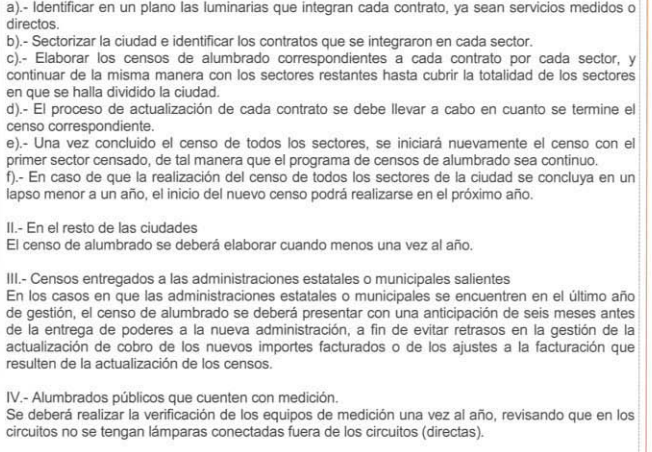 a).- Identificar en un plano las luminarias que integran cada contrato, ya sean servicios medidos o
directos.
b).- Sectorizar la ciudad e identificar los contratos que se integraron en cada sector.
c).- Elaborar los censos de alumbrado correspondientes a cada contrato por cada sector, y
continuar de la misma manera con los sectores restantes hasta cubrir la totalidad de los sectores
en que se halla dividido la ciudad.
d).- El proceso de actualización de cada contrato se debe llevar a cabo en cuanto se termine el
censo correspondiente.
e).- Una vez concluido el censo de todos los sectores, se iniciará nuevamente el censo con el
primer sector censado, de tal manera que el programa de censos de alumbrado sea continuo.
f).- En caso de que la realización del censo de todos los sectores de la ciudad se concluya en un
lapso menor a un año, el inicio del nuevo censo podrá realizarse en el próximo año.
II.- En el resto de las ciudades
El censo de alumbrado se deberá elaborar cuando menos una vez al año.
III.- Censos entregados a las administraciones estatales o municipales salientes
En los casos en que las administraciones estatales o municipales se encuentren en el último año
de gestión, el censo de alumbrado se deberá presentar con una anticipación de seis meses antes
de la entrega de poderes a la nueva administración, a fin de evitar retrasos en la gestión de la
actualización de cobro de los nuevos importes facturados o de los ajustes a la facturación que
resulten de la actualización de los censos.
IV.- Alumbrados públicos que cuenten con medición.
Se deberá realizar la verificación de los equipos de medición una vez al año, revisando que en los
circuitos no se tengan lámparas conectadas fuera de los circuitos (directas).